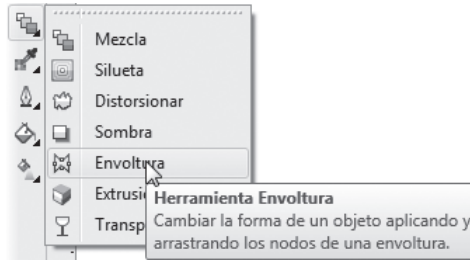 Mezcla
Silueta
Distorsionar
Sombra
Envoltura
Extrusi
Transp
Herramienta Envoltura
Cambiar la forma de un objeto aplicando y
arrastrando los nodos de una envoltura.